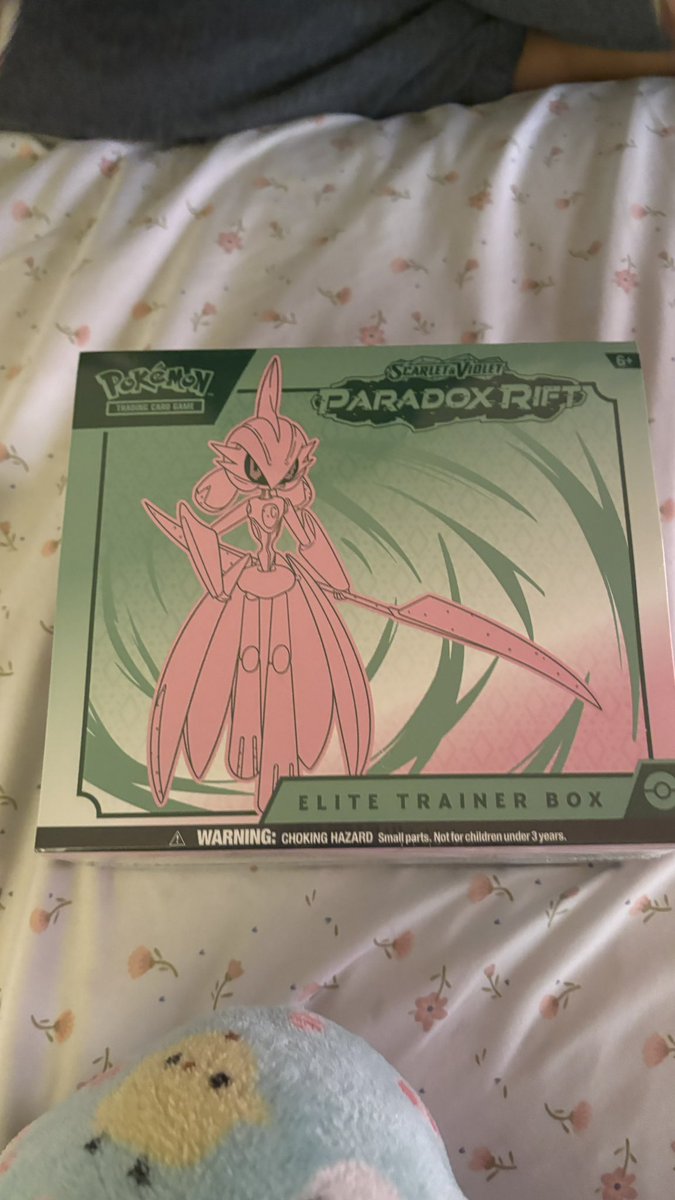 POKéMON
TRADING CARD GAME
SCARLET & VIOLET
PARADOX RIFT
6+
ELITE TRAINER BOX
WARNING: CHOKING HAZARD Small parts. Not for children under 3 years.